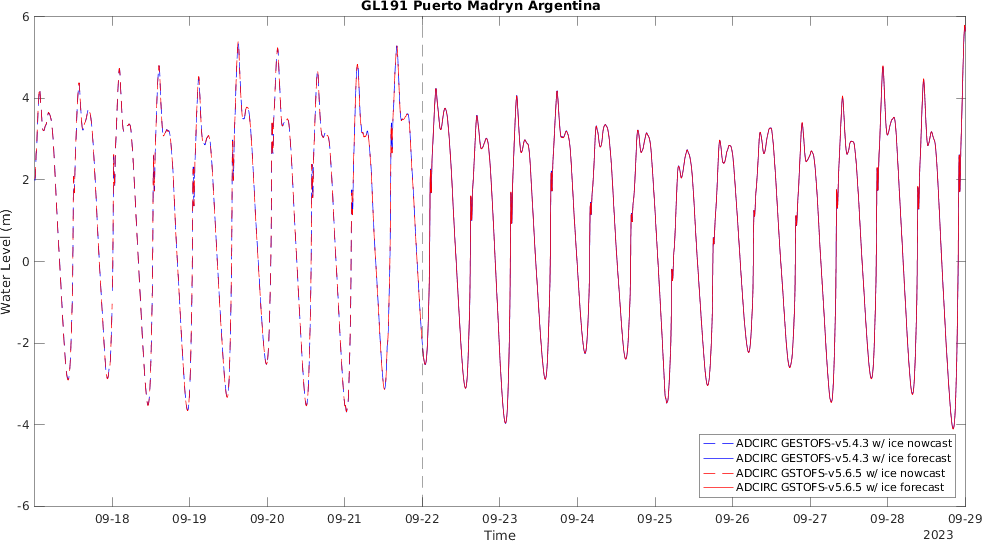 GL191 Puerto Madryn Argentina
6
4
2
0
-2
-4
-6
Water Level (m)
ADCIRC GESTOFS-v5.4.3 w/ ice nowcast
ADCIRC GESTOFS-v5.4.3 w/ ice forecast
ADCIRC GSTOFS-v5.6.5 w/ ice nowcast
ADCIRC GSTOFS-v5.6.5 w/ ice forecast
09-18 09-19 09-20 09-21 09-22 09-23 09-24 09-25 09-26 09-27 09-28 09-29
Time
2023